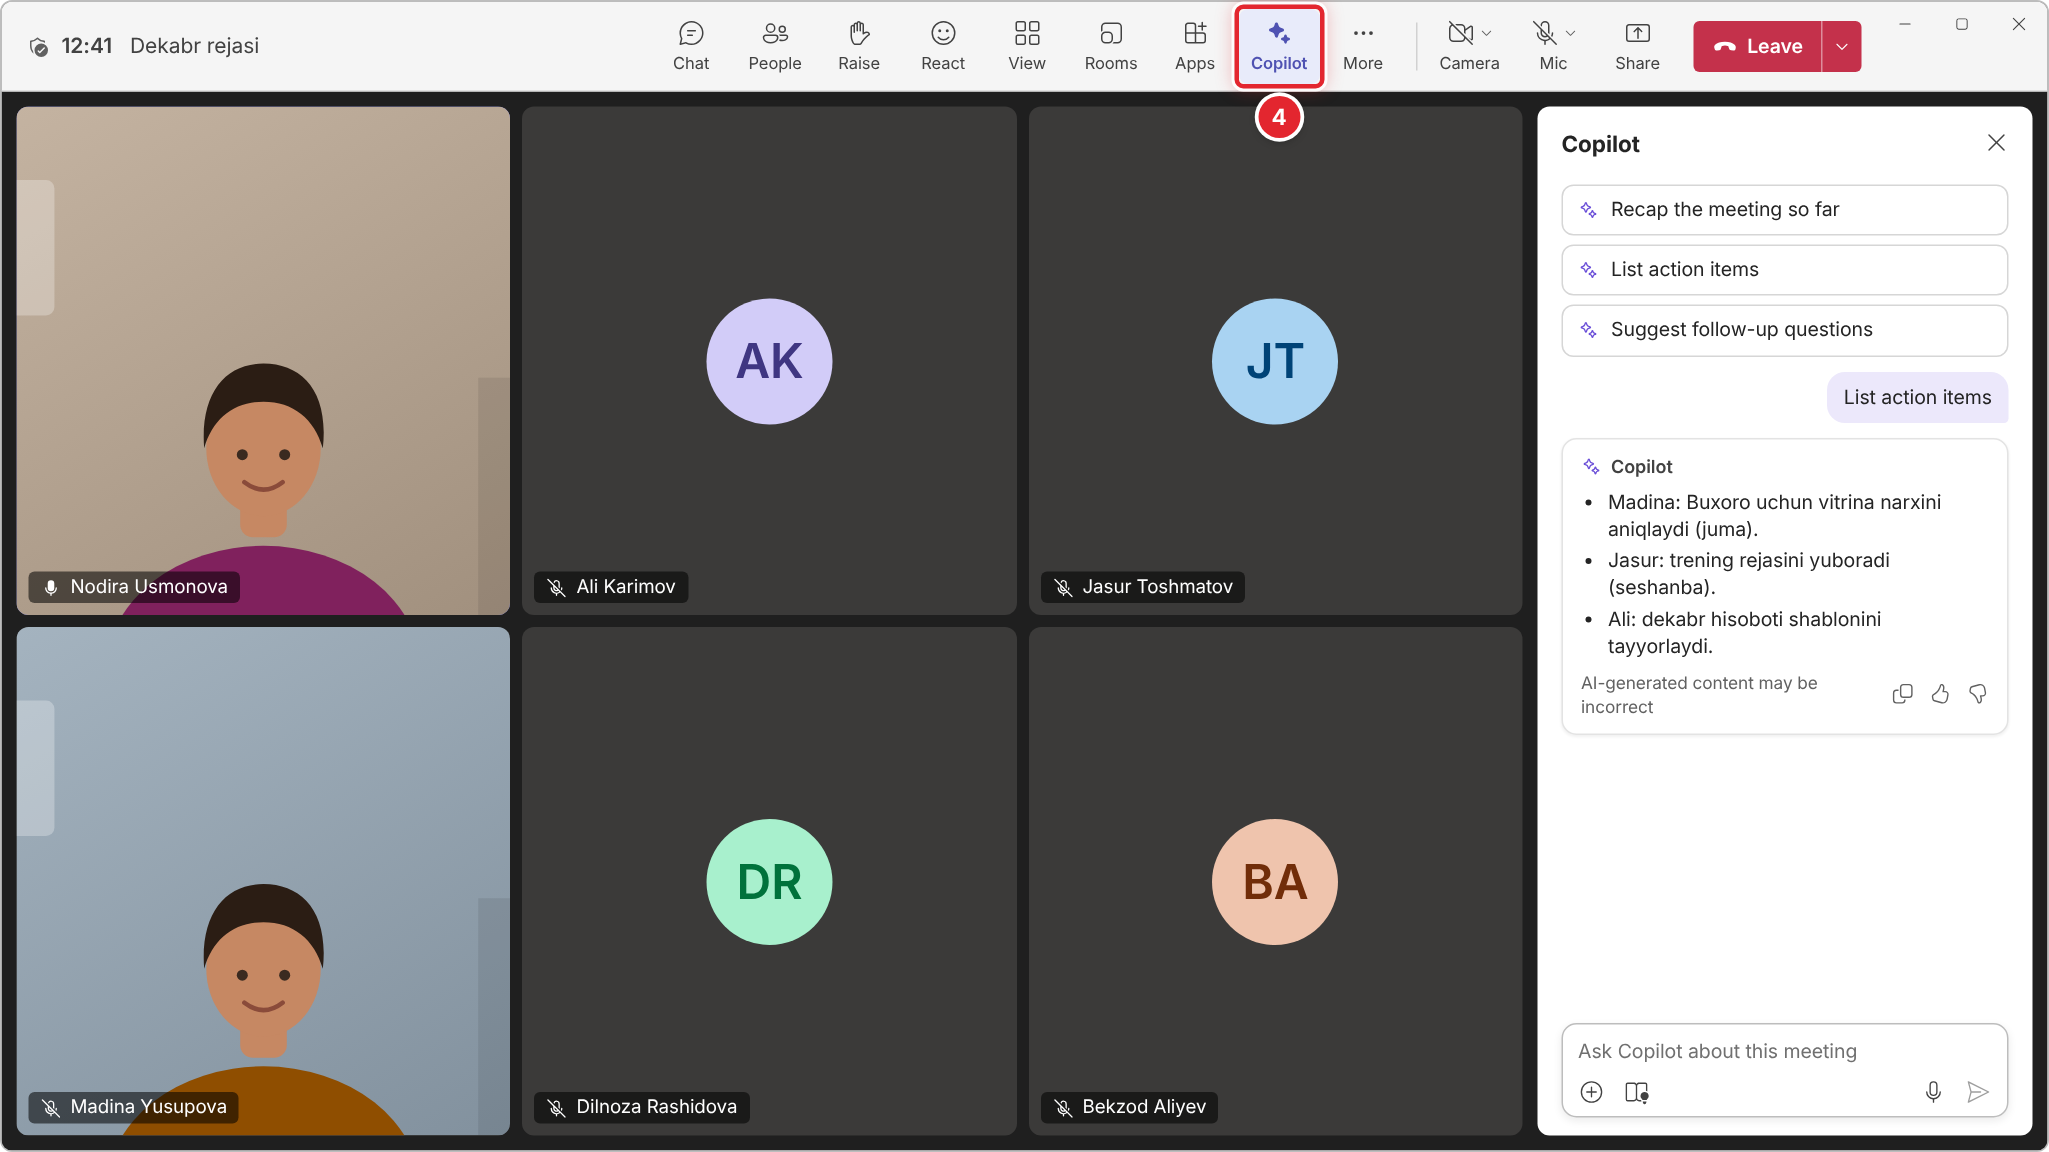 12:41 Dekabr rejasi
Chat People Raise React View Rooms Apps Copilot More Camera Mic Share Leave
4
AK
JT
Nodira Usmonova
Ali Karimov
Jasur Toshmatov
DR
BA
Madina Yusupova
Dilnoza Rashidova
Bekzod Aliyev
Copilot
Recap the meeting so far
List action items
Suggest follow-up questions
List action items
Copilot
• Madina: Buxoro uchun vitrina narxini
aniqlaydi (juma).
• Jasur: trening rejasini yuboradi
(seshanba).
• Ali: dekabr hisoboti shablonini
tayyorlaydi.
AI-generated content may be
incorrect
Ask Copilot about this meeting